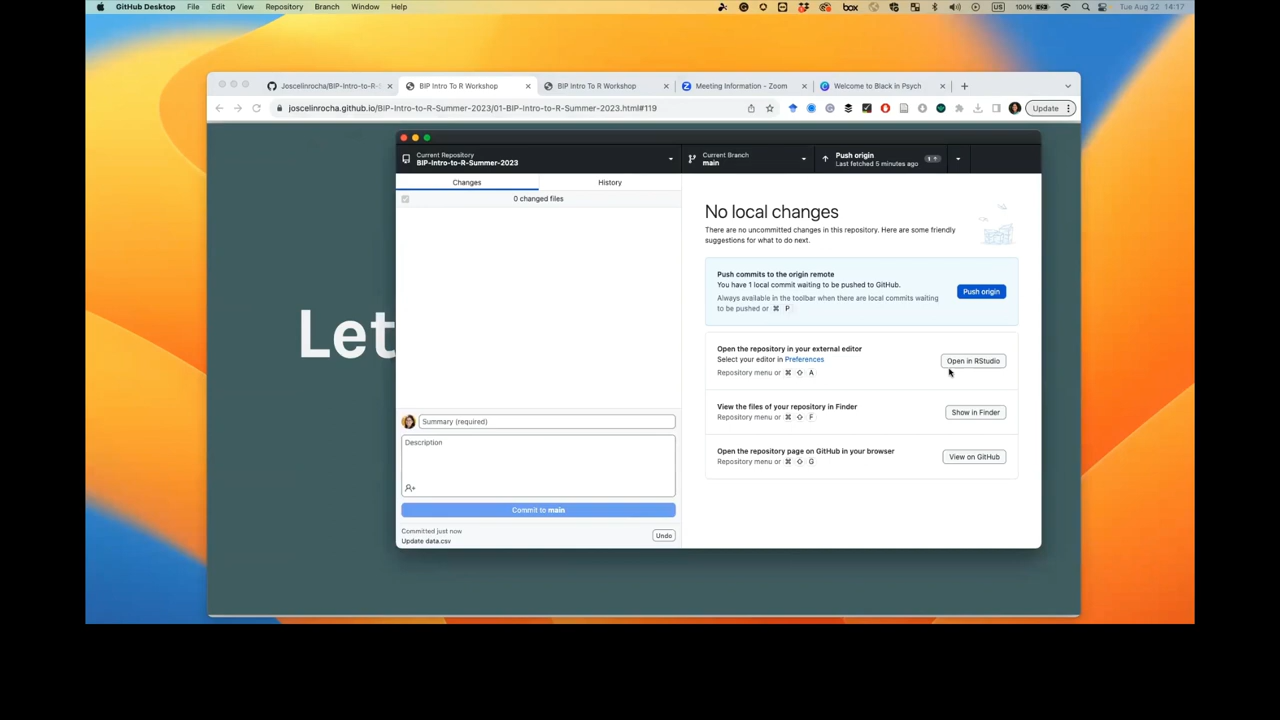 GitHub Desktop File Edit View Repository Branch Window Help
box US 100% Tue Aug 22 14:17
Joscelinrocha/BIP-Intro-to-R-S
BIP Intro To R Workshop
BIP Intro To R Workshop
Meeting Information - Zoom
Welcome to Black in Psych
joscelinrocha.github.io/BIP-Intro-to-R-Summer-2023/01-BIP-Intro-to-R-Summer-2023.html#119
Update
Let
Current Repository
BIP-Intro-to-R-Summer-2023
Current Branch
main
Push origin
Last fetched 5 minutes ago
1
Changes
History
0 changed files
No local changes
There are no uncommitted changes in this repository. Here are some friendly
suggestions for what to do next.
Push commits to the origin remote
You have 1 local commit waiting to be pushed to GitHub.
Always available in the toolbar when there are local commits waiting
to be pushed or ⌘ P
Push origin
Open the repository in your external editor
Select your editor in Preferences
Repository menu or ⌘ ⇧ A
Open in RStudio
View the files of your repository in Finder
Repository menu or ⌘ ⇧ F
Show in Finder
Open the repository page on GitHub in your browser
Repository menu or ⌘ ⇧ G
View on GitHub
Summary (required)
Description
Commit to main
Committed just now
Update data.csv
Undo